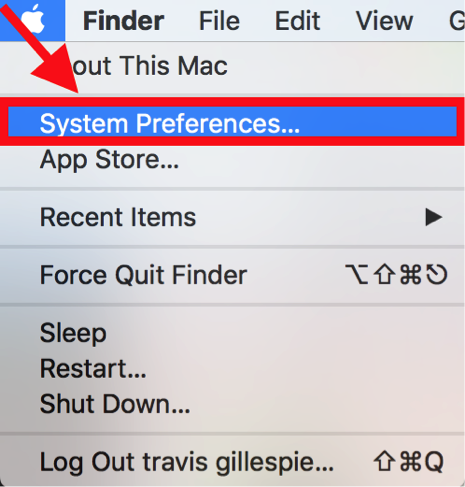 Finder File Edit View G
out This Mac
System Preferences...
App Store...
Recent Items ▶
Force Quit Finder ⌥⇧⌘⎋
Sleep
Restart...
Shut Down...
Log Out travis gillespie... ⇧⌘Q